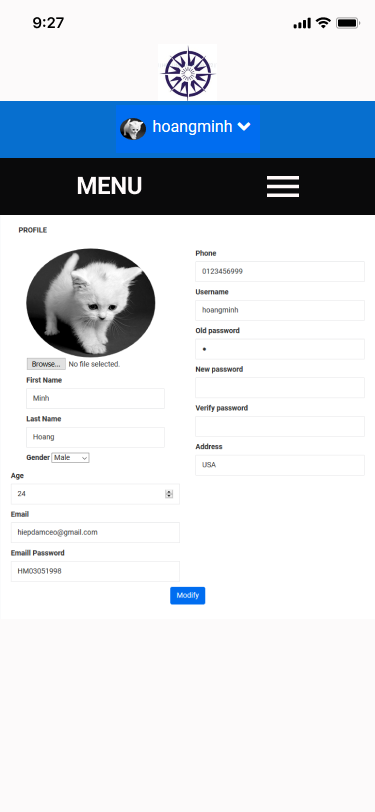 9:27
hoangminh
MENU
PROFILE
Browse... No file selected.
First Name
Minh
Last Name
Hoang
Gender Male
Age
24
Email
hiepdamceo@gmail.com
Emaill Password
HM03051998
Phone
0123456999
Username
hoangminh
Old password
•
New password
Verify password
Address
USA
Modify